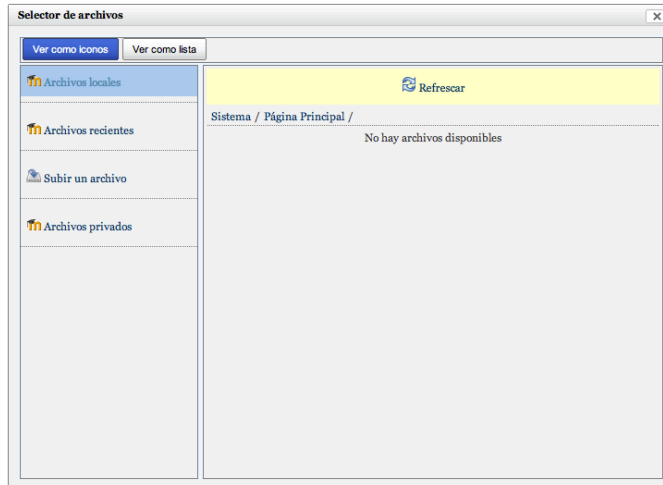 Selector de archivos
Ver como iconos
Ver como lista
Archivos locales
Archivos recientes
Subir un archivo
Archivos privados
Refrescar
Sistema / Página Principal /
No hay archivos disponibles